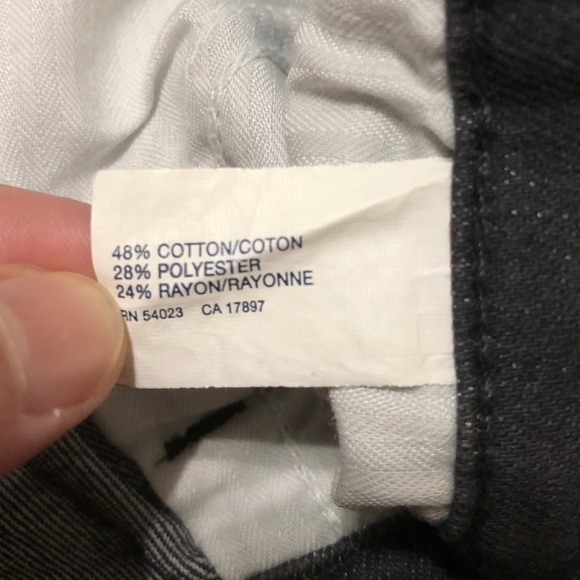 48% COTTON/COTON
28% POLYESTER
24% RAYON/RAYONNE
RN 54023 CA 17897